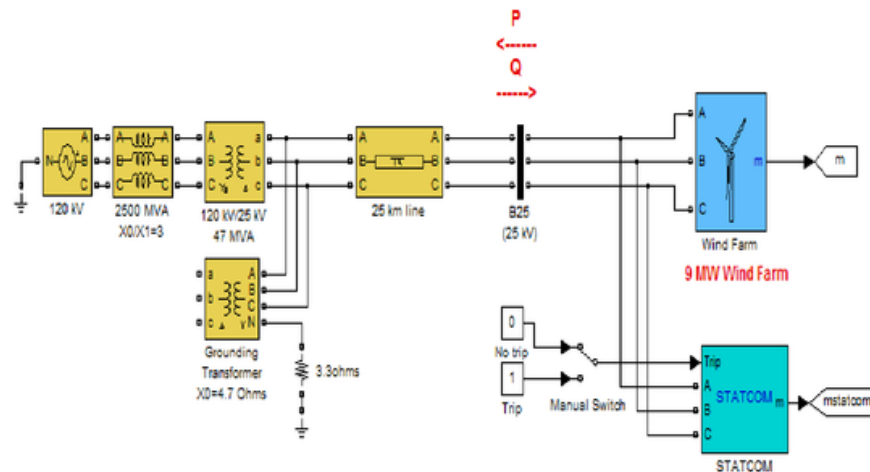 P
<------
Q
------>
N
A
B
C
120 kV
A
B
C
A
B
C
2500 MVA
X0/X1=3
A
B
C
a
b
c
120 kV/25 kV
47 MVA
A
B
C
A
B
C
25 km line
B25
(25 kV)
A
B
C
m
Wind Farm
m
9 MW Wind Farm
a
b
c
A
B
C
N
Grounding
Transformer
X0=4.7 Ohms
3.3ohms
0
No trip
1
Trip
Manual Switch
Trip
A
B
C
STATCOM
m
STATCOM
mstatcom